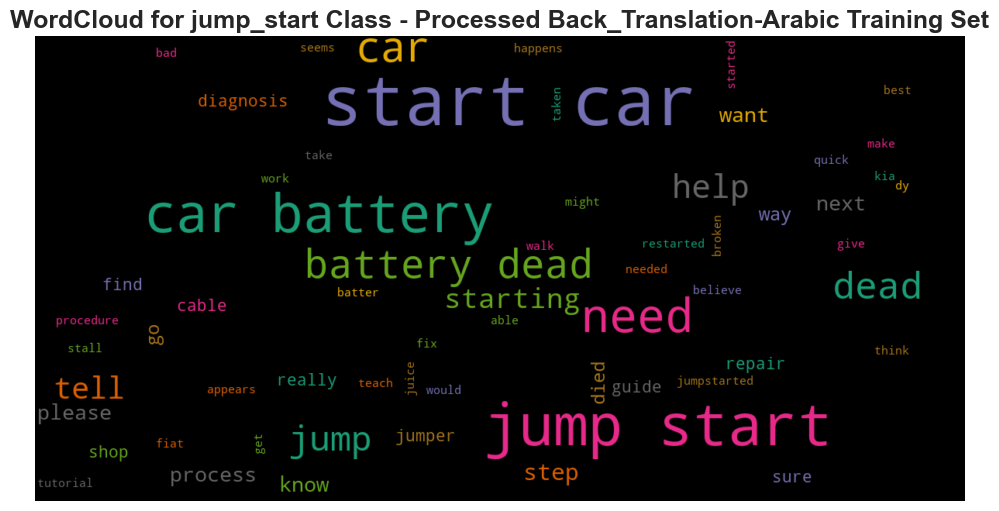 WordCloud for jump_start Class - Processed Back_Translation-Arabic Training Set
bad
seems
car
happens
started
diagnosis
start car
taken
want
best
take
work
make
quick
kia
dy
help
might
way
next
car battery
broken
walk
restarted
give
battery dead
needed
find
cable
batter
starting
believe
dead
procedure
go
able
need
stall
fix
think
tell
appears
really
teach
juice
would
died
guide
repair
jumpstarted
please
shop
fiat
get
jump
jumper
jump start
tutorial
process
know
step
sure